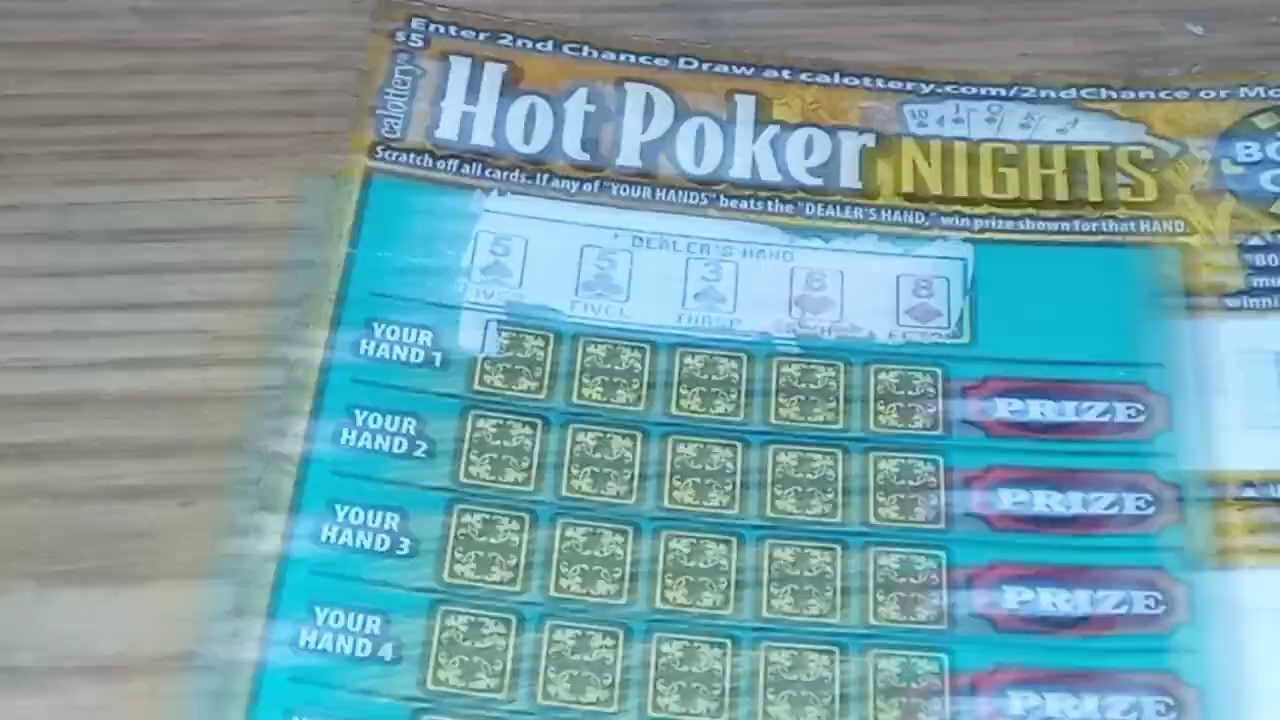 Enter 2nd Chance Draw at calottery.com/2ndChance or Mo
$5
calottery
Hot Poker NIGHTS
Scratch off all cards. If any of "YOUR HANDS" beats the "DEALER'S HAND," win prize shown for that HAND.
DEALER'S HAND
5 5 3 8 8
YOUR HAND 1
PRIZE
YOUR HAND 2
PRIZE
YOUR HAND 3
PRIZE
YOUR HAND 4
PRIZE